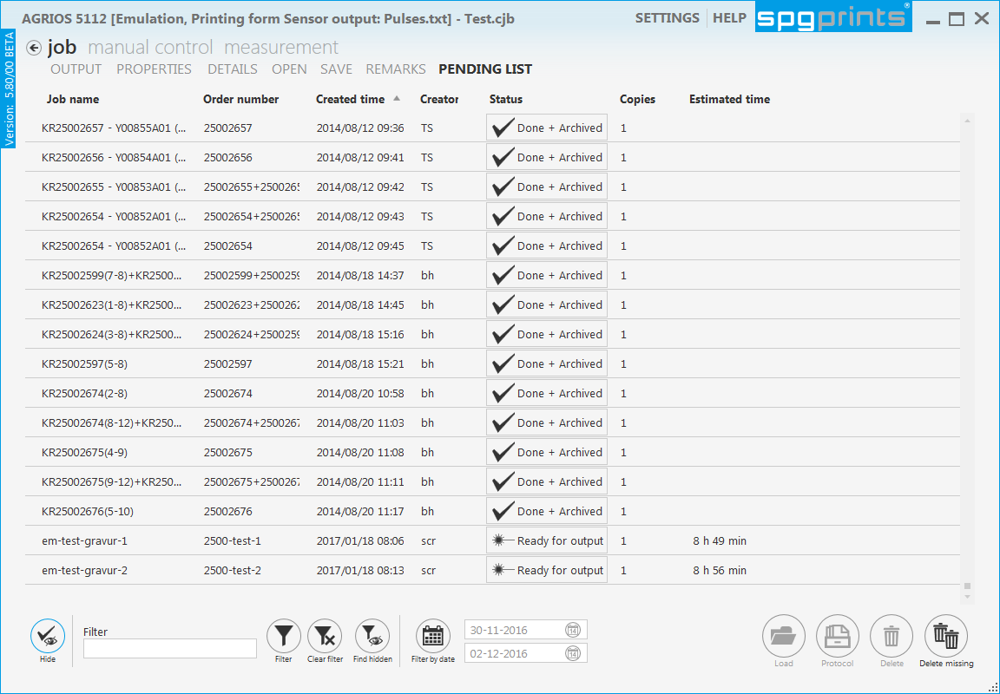 AGRIOS 5112 [Emulation, Printing form Sensor output: Pulses.txt] - Test.cjb SETTINGS HELP spgprints®
Version: 5.80/00 BETA
job manual control measurement
OUTPUT PROPERTIES DETAILS OPEN SAVE REMARKS PENDING LIST
Job name Order number Created time Creator Status Copies Estimated time
KR25002657 - Y00855A01 (... 25002657 2014/08/12 09:36 TS Done + Archived 1
KR25002656 - Y00854A01 (... 25002656 2014/08/12 09:41 TS Done + Archived 1
KR25002655 - Y00853A01 (... 25002655+2500265 2014/08/12 09:42 TS Done + Archived 1
KR25002654 - Y00852A01 (... 25002654+2500265 2014/08/12 09:43 TS Done + Archived 1
KR25002654 - Y00852A01 (... 25002654 2014/08/12 09:45 TS Done + Archived 1
KR25002599(7-8)+KR2500... 25002599+2500259 2014/08/18 14:37 bh Done + Archived 1
KR25002623(1-8)+KR2500... 25002623+2500262 2014/08/18 14:45 bh Done + Archived 1
KR25002624(3-8)+KR2500... 25002624+2500259 2014/08/18 15:16 bh Done + Archived 1
KR25002597(5-8) 25002597 2014/08/18 15:21 bh Done + Archived 1
KR25002674(2-8) 25002674 2014/08/20 10:58 bh Done + Archived 1
KR25002674(8-12)+KR250... 25002674+2500267 2014/08/20 11:03 bh Done + Archived 1
KR25002675(4-9) 25002675 2014/08/20 11:08 bh Done + Archived 1
KR25002675(9-12)+KR250... 25002675+2500267 2014/08/20 11:11 bh Done + Archived 1
KR25002676(5-10) 25002676 2014/08/20 11:17 bh Done + Archived 1
em-test-gravur-1 2500-test-1 2017/01/18 08:06 scr Ready for output 1 8 h 49 min
em-test-gravur-2 2500-test-2 2017/01/18 08:13 scr Ready for output 1 8 h 56 min
Filter
30-11-2016 14
02-12-2016 14
Hide Filter Clear filter Find hidden Filter by date Load Protocol Delete Delete missing